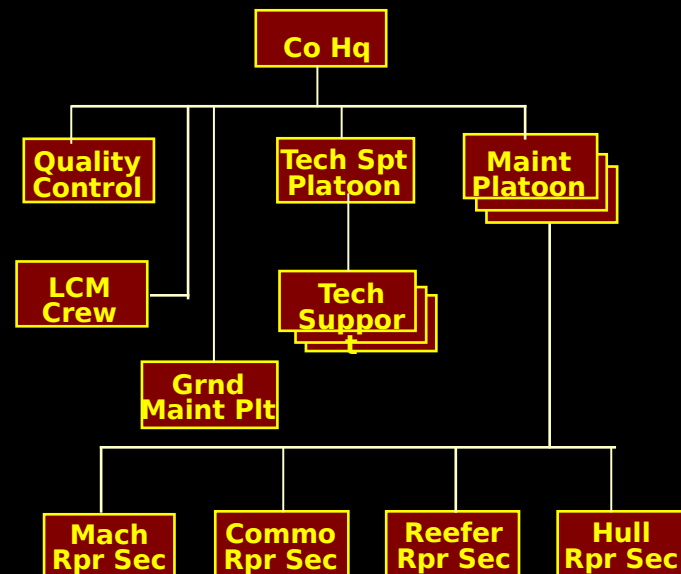 Co Hq
Quality
Control
Tech Spt
Platoon
Maint
Platoon
LCM
Crew
Tech
Suppor
t
Grnd
Maint Plt
Mach
Rpr Sec
Commo
Rpr Sec
Reefer
Rpr Sec
Hull
Rpr Sec